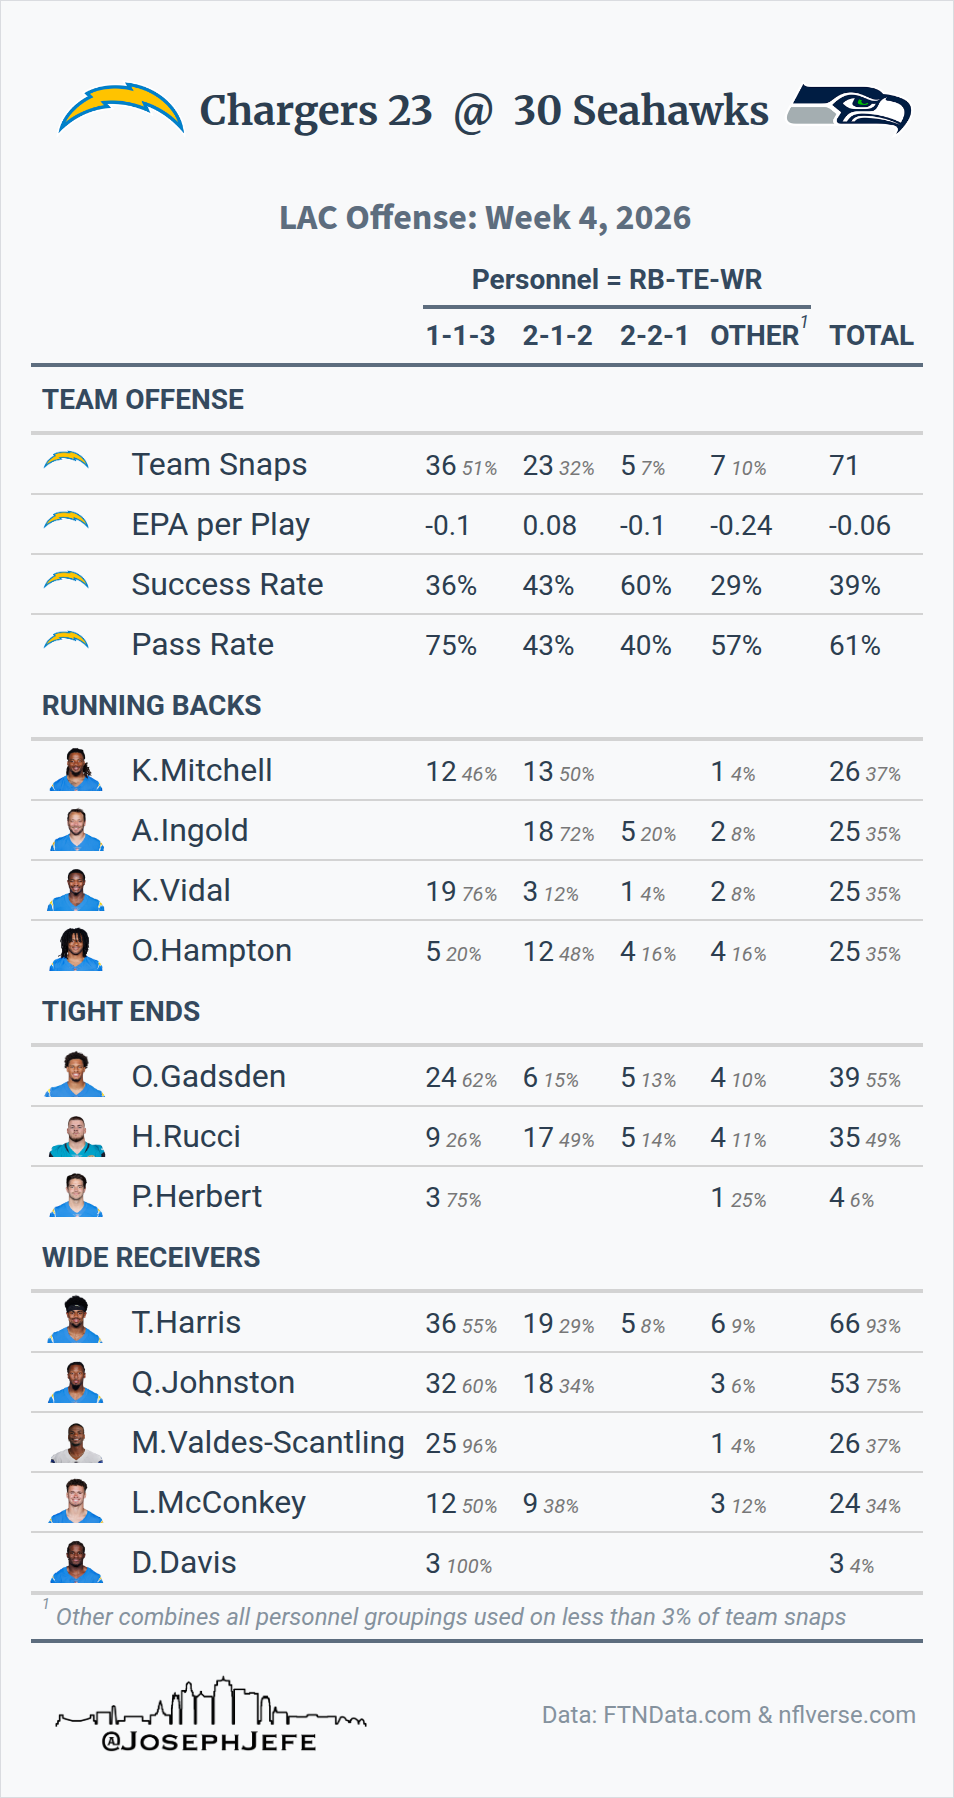 Chargers 23 @ 30 Seahawks
LAC Offense: Week 4, 2026
Personnel = RB-TE-WR
1-1-3 2-1-2 2-2-1 OTHER1 TOTAL
TEAM OFFENSE
Team Snaps 36 51% 23 32% 5 7% 7 10% 71
EPA per Play -0.1 0.08 -0.1 -0.24 -0.06
Success Rate 36% 43% 60% 29% 39%
Pass Rate 75% 43% 40% 57% 61%
RUNNING BACKS
K.Mitchell 12 46% 13 50% 1 4% 26 37%
A.Ingold 18 72% 5 20% 2 8% 25 35%
K.Vidal 19 76% 3 12% 1 4% 2 8% 25 35%
O.Hampton 5 20% 12 48% 4 16% 4 16% 25 35%
TIGHT ENDS
O.Gadsden 24 62% 6 15% 5 13% 4 10% 39 55%
H.Rucci 9 26% 17 49% 5 14% 4 11% 35 49%
P.Herbert 3 75% 1 25% 4 6%
WIDE RECEIVERS
T.Harris 36 55% 19 29% 5 8% 6 9% 66 93%
Q.Johnston 32 60% 18 34% 3 6% 53 75%
M.Valdes-Scantling 25 96% 1 4% 26 37%
L.McConkey 12 50% 9 38% 3 12% 24 34%
D.Davis 3 100% 3 4%
1 Other combines all personnel groupings used on less than 3% of team snaps
@JOSEPHJEFE
Data: FTNData.com & nflverse.com